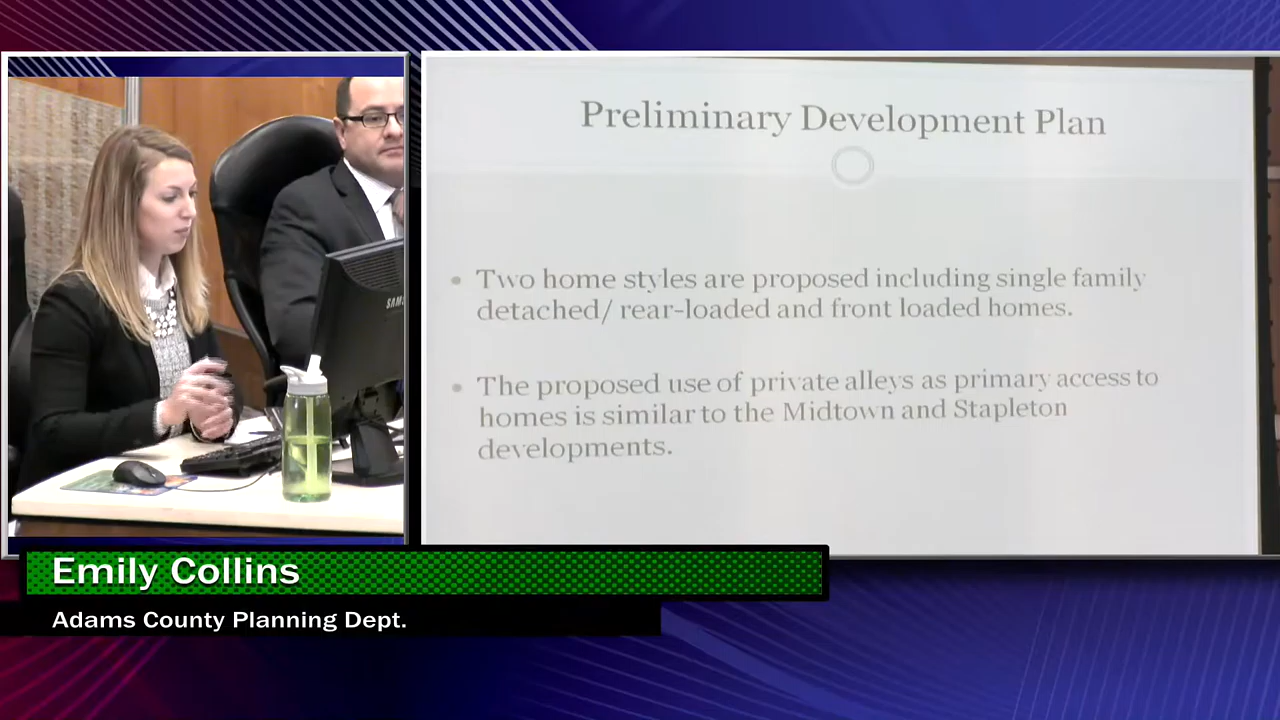 Preliminary Development Plan
• Two home styles are proposed including single family
detached/ rear-loaded and front loaded homes.
• The proposed use of private alleys as primary access to
homes is similar to the Midtown and Stapleton
developments.
Emily Collins
Adams County Planning Dept.